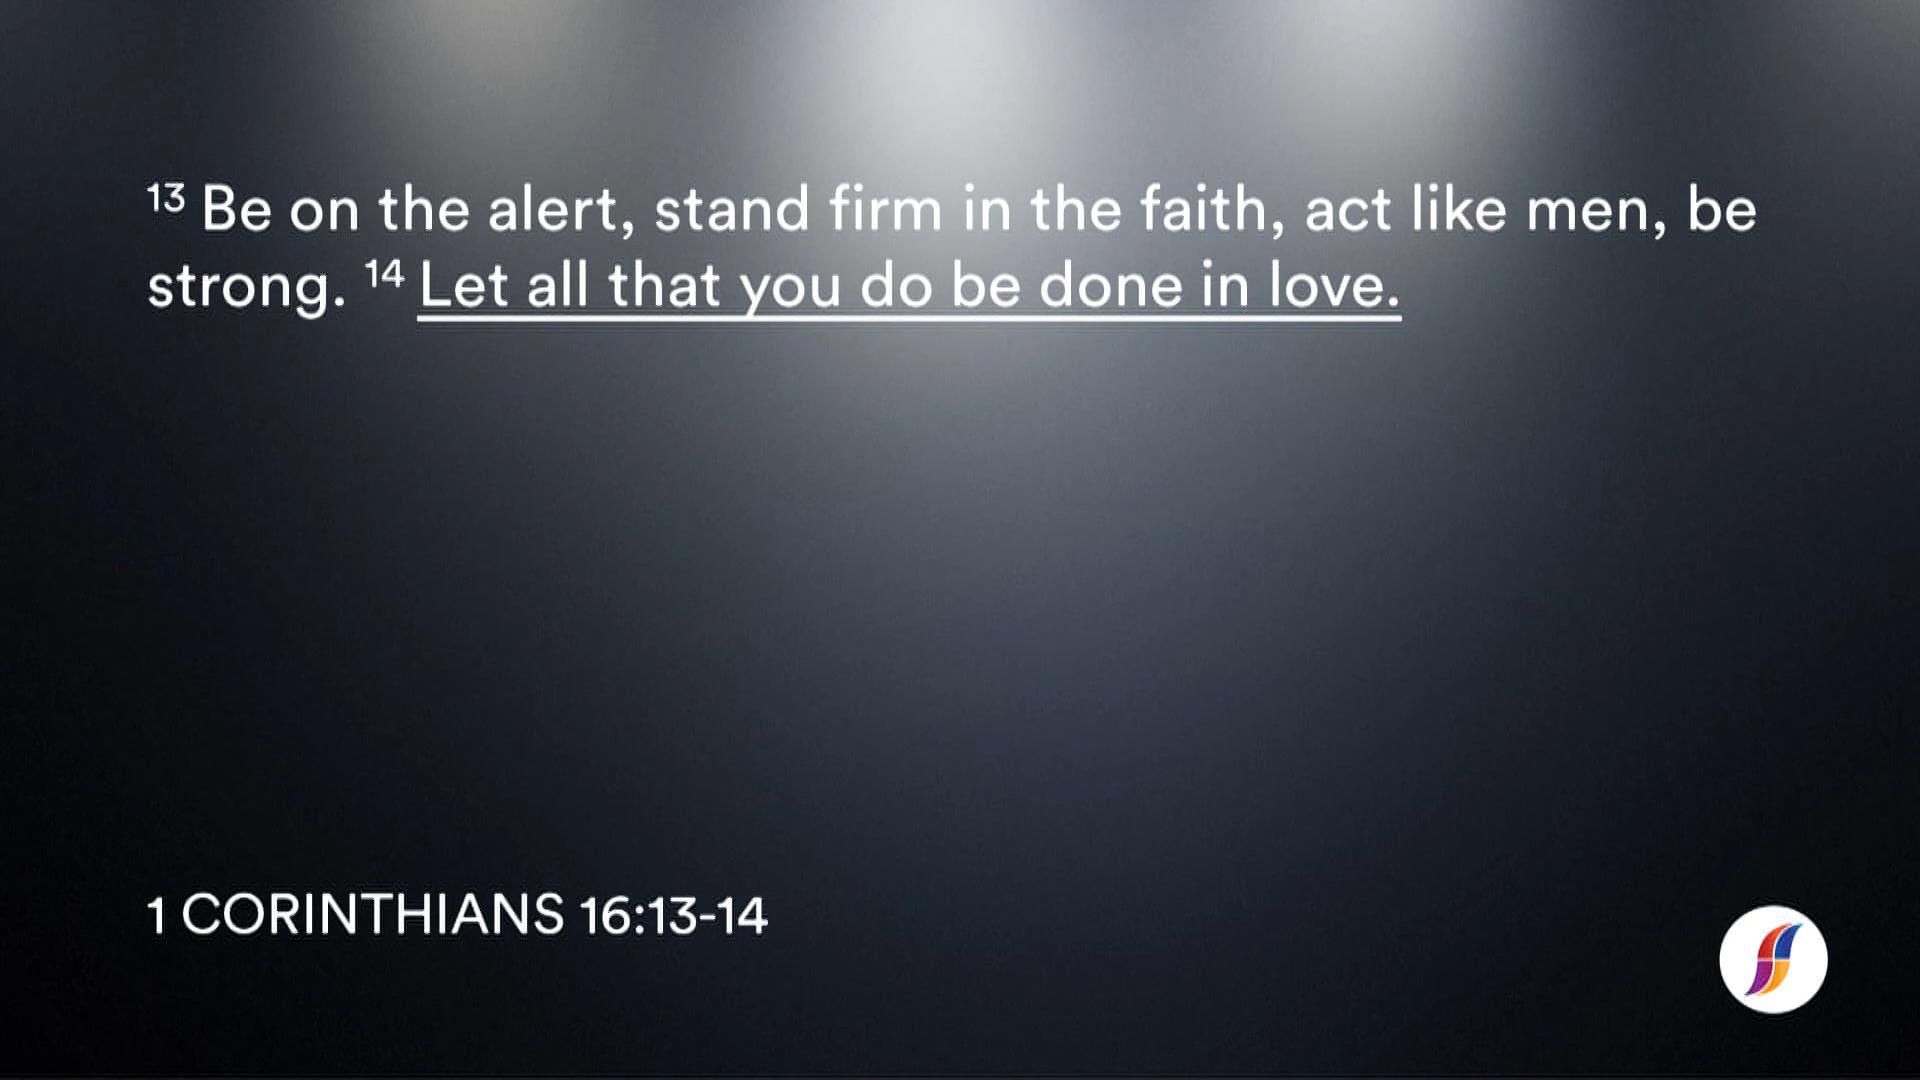 13 Be on the alert, stand firm in the faith, act like men, be
strong. 14 Let all that you do be done in love.
1 CORINTHIANS 16:13-14